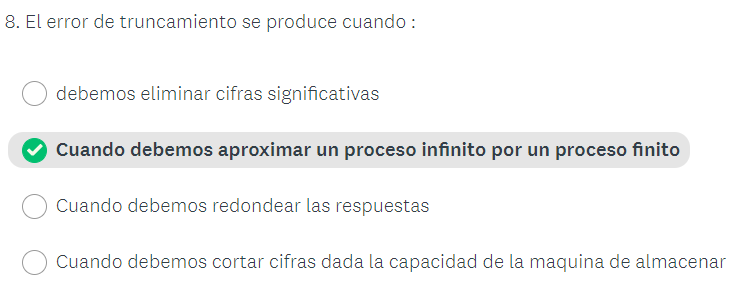 8. El error de truncamiento se produce cuando :
debemos eliminar cifras significativas
Cuando debemos aproximar un proceso infinito por un proceso finito
Cuando debemos redondear las respuestas
Cuando debemos cortar cifras dada la capacidad de la maquina de almacenar